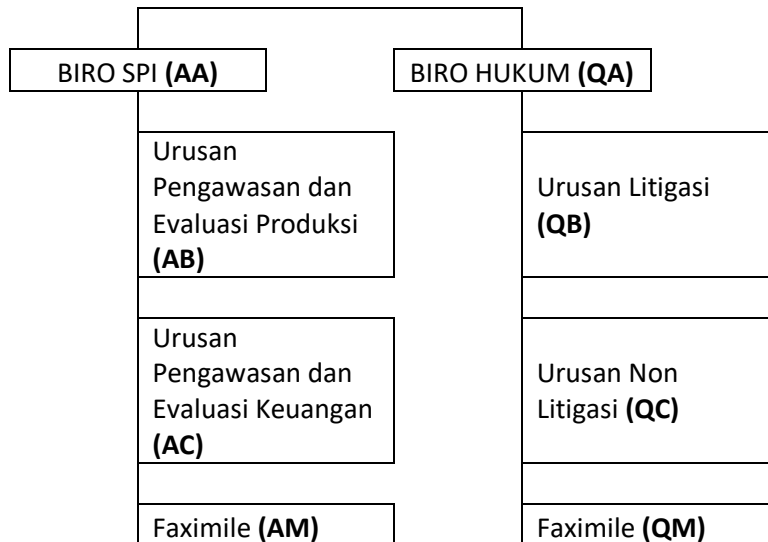 BIRO SPI (AA)
BIRO HUKUM (QA)
Urusan
Pengawasan dan
Evaluasi Produksi
(AB)
Urusan Litigasi
(QB)
Urusan
Pengawasan dan
Evaluasi Keuangan
(AC)
Urusan Non
Litigasi (QC)
Faximile (AM)
Faximile (QM)